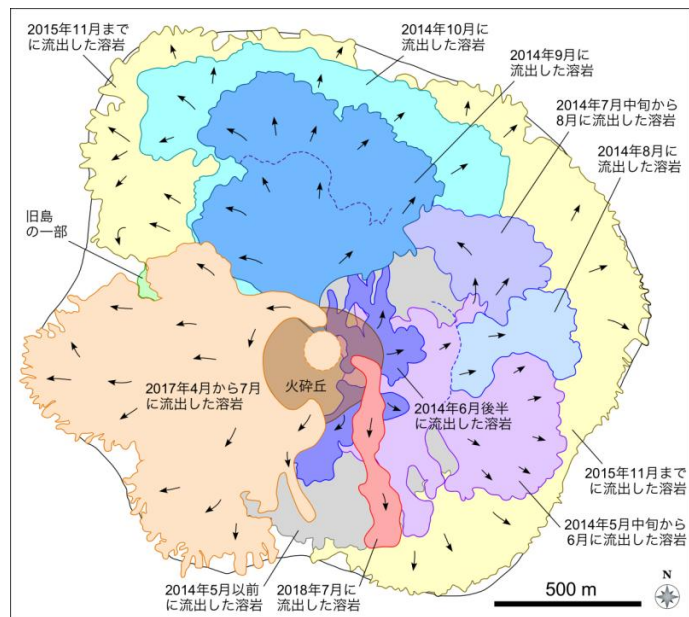 2015年11月まで
に流出した溶岩
2014年10月に
流出した溶岩
2014年9月に
流出した溶岩
2014年7月中旬から
8月に流出した溶岩
2014年8月に
流出した溶岩
旧島
の一部
2017年4月から7月
に流出した溶岩
火砕丘
2014年6月後半
に流出した溶岩
2015年11月まで
に流出した溶岩
2014年5月中旬から
6月に流出した溶岩
2014年5月以前
に流出した溶岩
2018年7月に
流出した溶岩
500 m
N